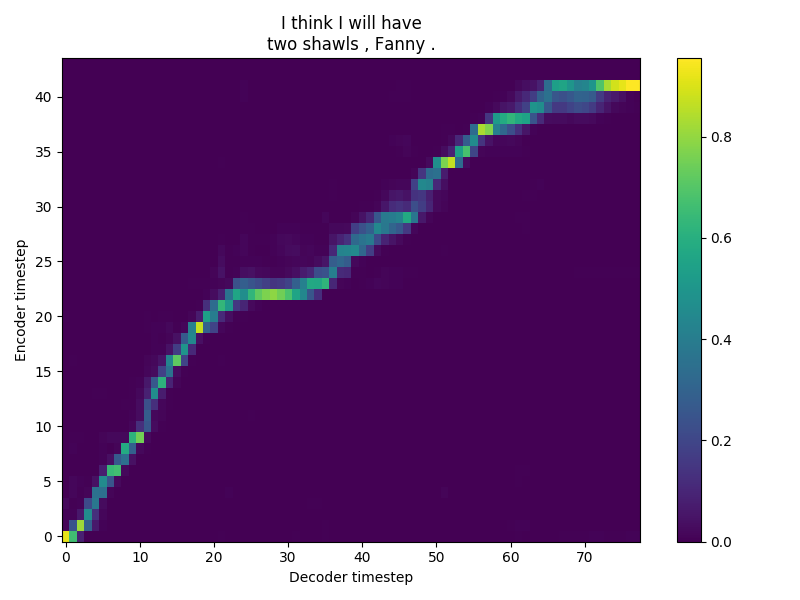 I think I will have
two shawls , Fanny .
Encoder timestep
40
35
30
25
20
15
10
5
0
0 10 20 30 40 50 60 70
Decoder timestep
0.8
0.6
0.4
0.2
0.0